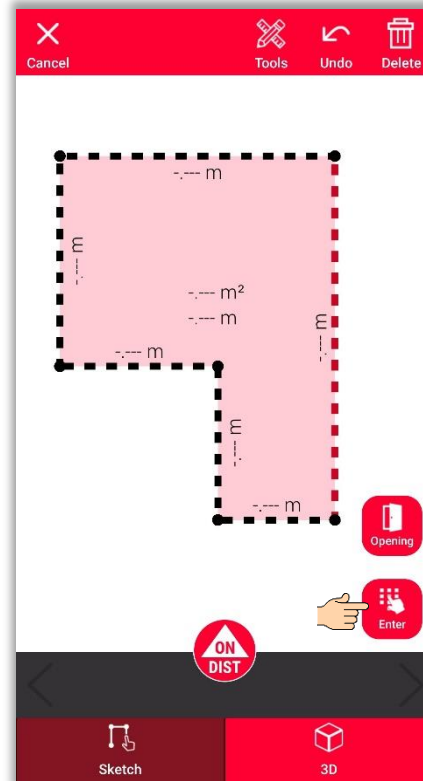 Cancel
Tools
Undo
Delete
-.--- m
-.--- m
-.--- m²
-.--- m
-.--- m
-.--- m
-.--- m
-.--- m
Opening
Enter
ON
DIST
Sketch
3D